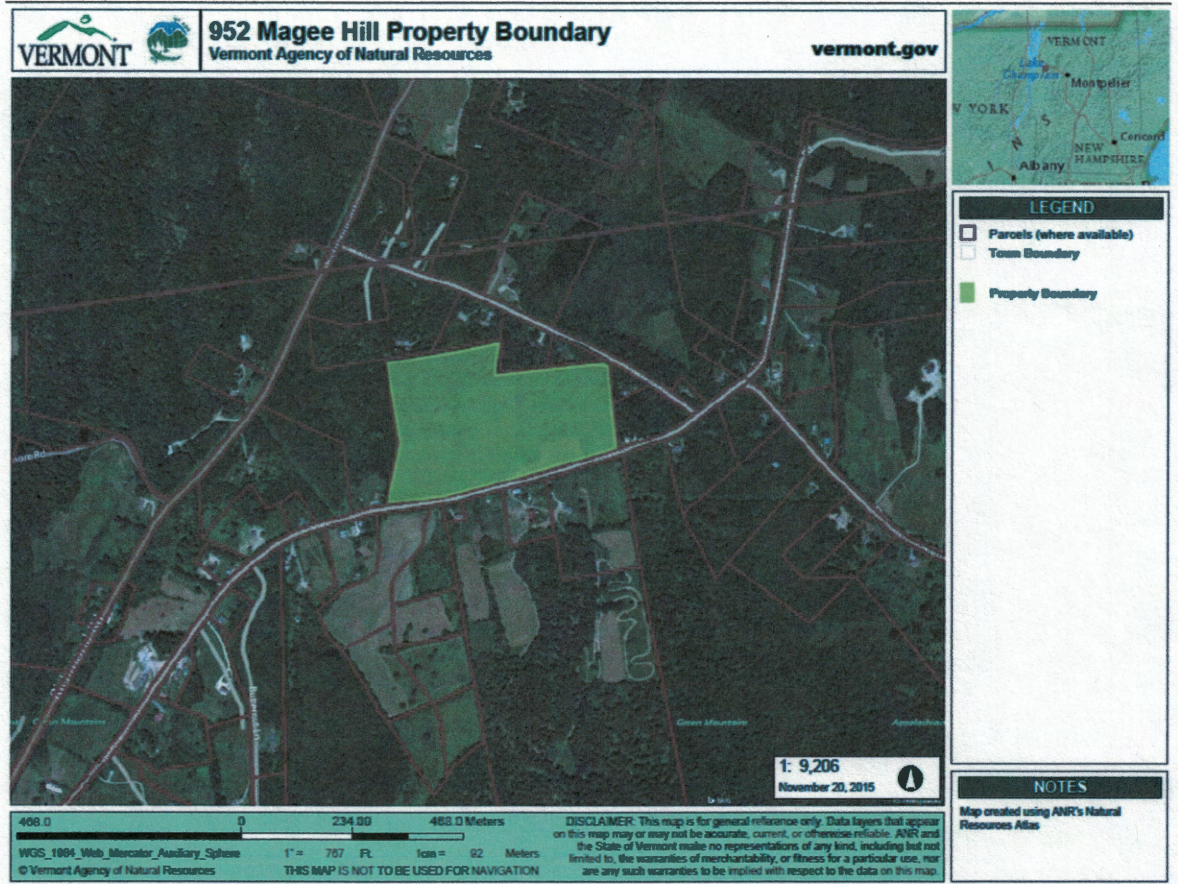 VERMONT
952 Magee Hill Property Boundary
Vermont Agency of Natural Resources
vermont.gov
VERMONT
Lake
Champlain
Montpelier
W YORK
Concord
NEW
HAMPSHIRE
Albany
LEGEND
Parcels (where available)
Town Boundary
Property Boundary
more Rd
Green Mountains
Green Mountains
Appalachian
1: 9,206
November 20, 2015
bing
NOTES
Map created using ANR's Natural
Resources Atlas
468.0 0 234.00 468.0 Meters
WGS_1984_Web_Mercator_Auxiliary_Sphere
1" = 767 Ft. 1cm = 92 Meters
© Vermont Agency of Natural Resources
THIS MAP IS NOT TO BE USED FOR NAVIGATION
DISCLAIMER: This map is for general reference only. Data layers that appear
on this map may or may not be accurate, current, or otherwise reliable. ANR and
the State of Vermont make no representations of any kind, including but not
limited to, the warranties of merchantability, or fitness for a particular use, nor
are any such warranties to be implied with respect to the data on this map.